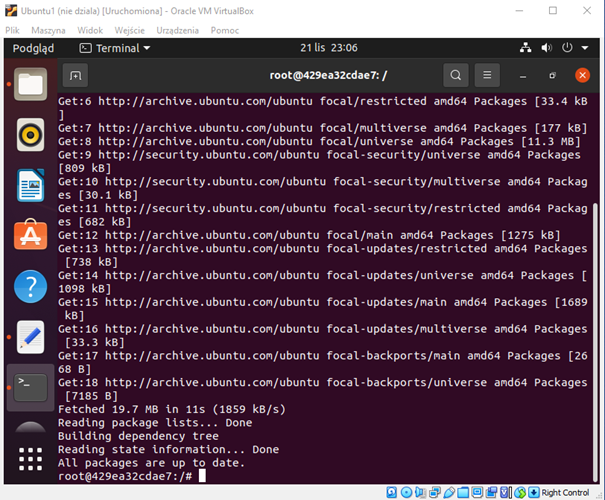 Ubuntu1 (nie dziala) [Uruchomiona] - Oracle VM VirtualBox
Plik Maszyna Widok Wejście Urządzenia Pomoc
Podgląd Terminal 21 lis 23:06
root@429ea32cdae7: /
Get:6 http://archive.ubuntu.com/ubuntu focal/restricted amd64 Packages [33.4 kB
]
Get:7 http://archive.ubuntu.com/ubuntu focal/multiverse amd64 Packages [177 kB]
Get:8 http://archive.ubuntu.com/ubuntu focal/universe amd64 Packages [11.3 MB]
Get:9 http://security.ubuntu.com/ubuntu focal-security/universe amd64 Packages
[809 kB]
Get:10 http://security.ubuntu.com/ubuntu focal-security/multiverse amd64 Packag
es [30.1 kB]
Get:11 http://security.ubuntu.com/ubuntu focal-security/restricted amd64 Packag
es [682 kB]
Get:12 http://archive.ubuntu.com/ubuntu focal/main amd64 Packages [1275 kB]
Get:13 http://archive.ubuntu.com/ubuntu focal-updates/restricted amd64 Packages
[738 kB]
Get:14 http://archive.ubuntu.com/ubuntu focal-updates/universe amd64 Packages [
1098 kB]
Get:15 http://archive.ubuntu.com/ubuntu focal-updates/main amd64 Packages [1689
kB]
Get:16 http://archive.ubuntu.com/ubuntu focal-updates/multiverse amd64 Packages
[33.3 kB]
Get:17 http://archive.ubuntu.com/ubuntu focal-backports/main amd64 Packages [26
68 B]
Get:18 http://archive.ubuntu.com/ubuntu focal-backports/universe amd64 Packages
[7185 B]
Fetched 19.7 MB in 11s (1859 kB/s)
Reading package lists... Done
Building dependency tree
Reading state information... Done
All packages are up to date.
root@429ea32cdae7:/#
Right Control